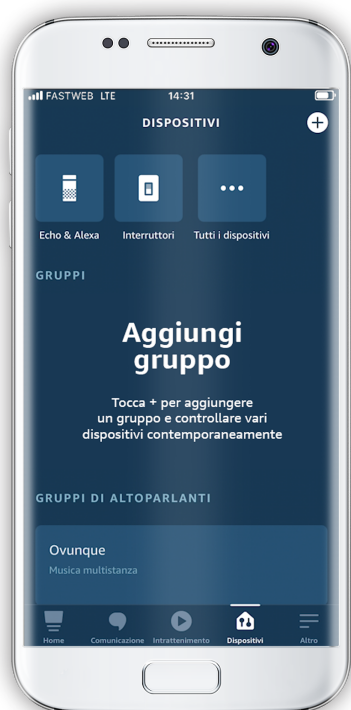 FASTWEB LTE 14:31
DISPOSITIVI
Echo & Alexa Interruttori Tutti i dispositivi
GRUPPI
Aggiungi
gruppo
Tocca + per aggiungere
un gruppo e controllare vari
dispositivi contemporaneamente
GRUPPI DI ALTOPARLANTI
Ovunque
Musica multistanza
Home Comunicazione Intrattenimento Dispositivi Altro